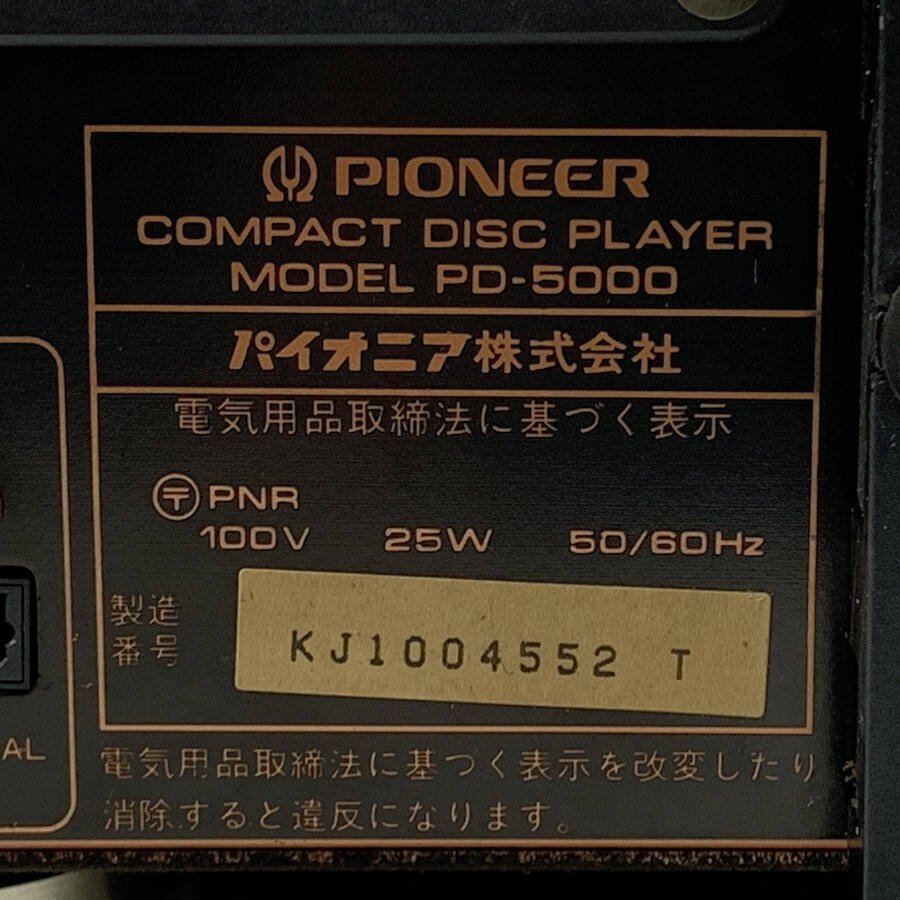 PIONEER
COMPACT DISC PLAYER
MODEL PD-5000
パイオニア株式会社
電気用品取締法に基づく表示
〒 PNR
100V 25W 50/60Hz
製造
番号
KJ1004552 T
AL
電気用品取締法に基づく表示を改変したり
消除すると違反になります。